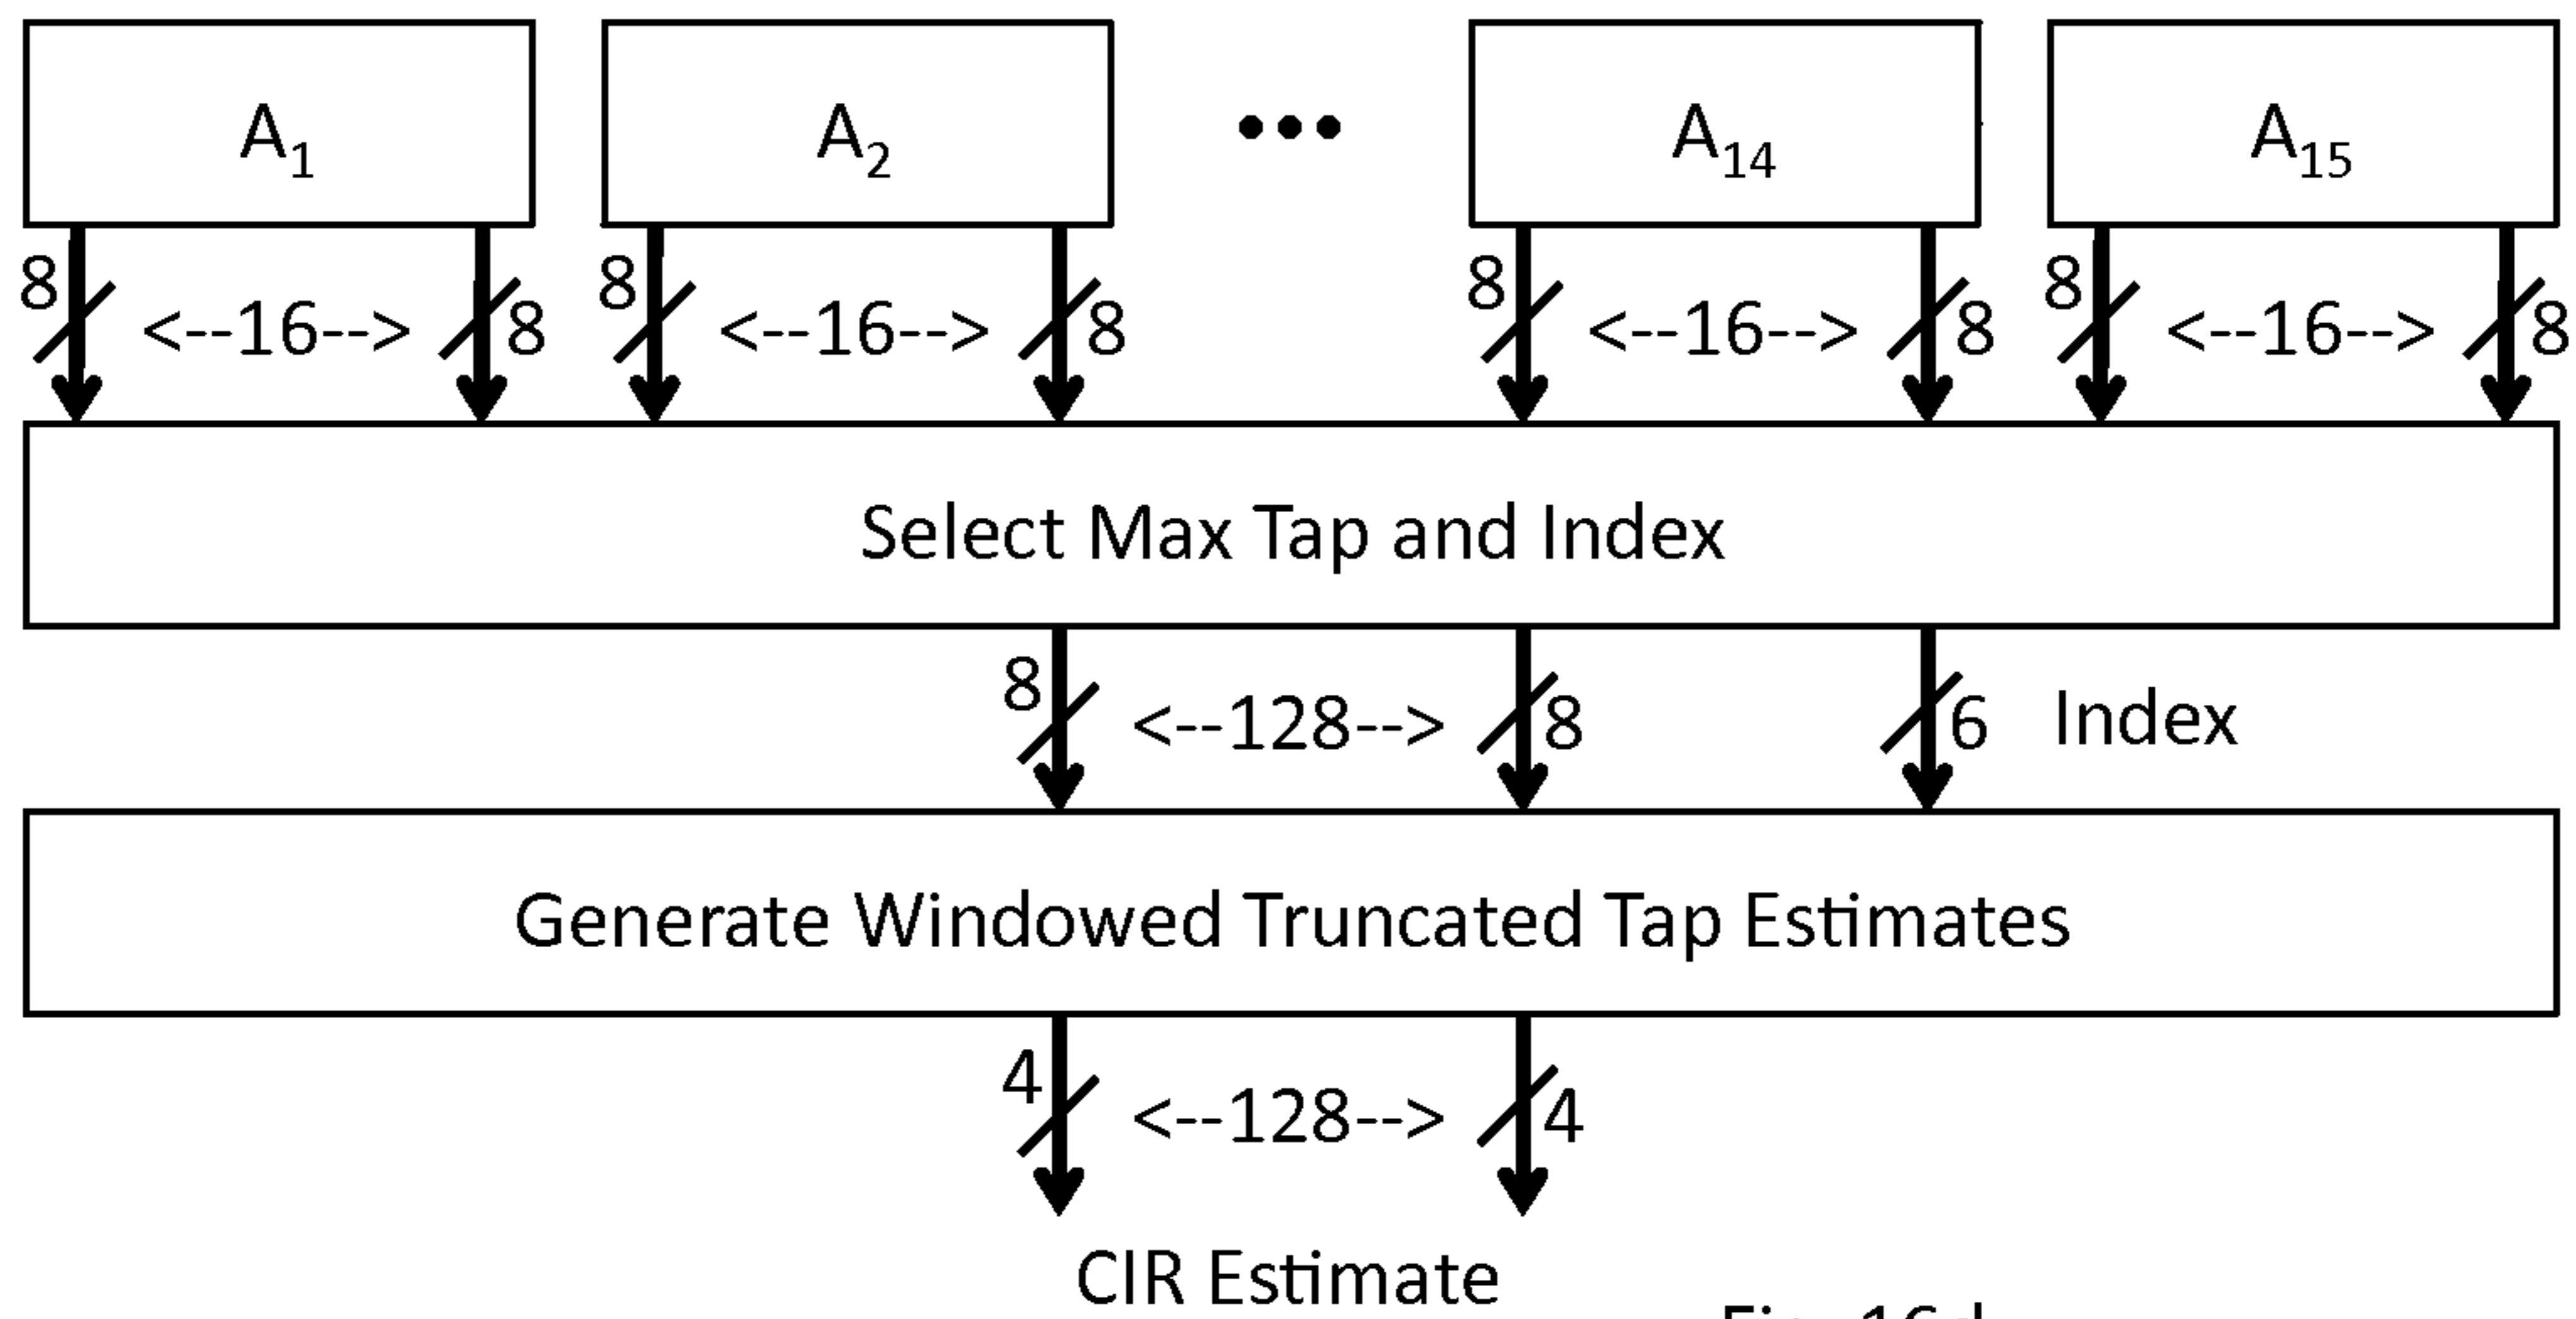 A1 A2 ••• A14 A15
8 <--16--> 8 8 <--16--> 8 8 <--16--> 8 8 <--16--> 8
Select Max Tap and Index
8 <--128--> 8 6 Index
Generate Windowed Truncated Tap Estimates
4 <--128--> 4
CIR Estimate